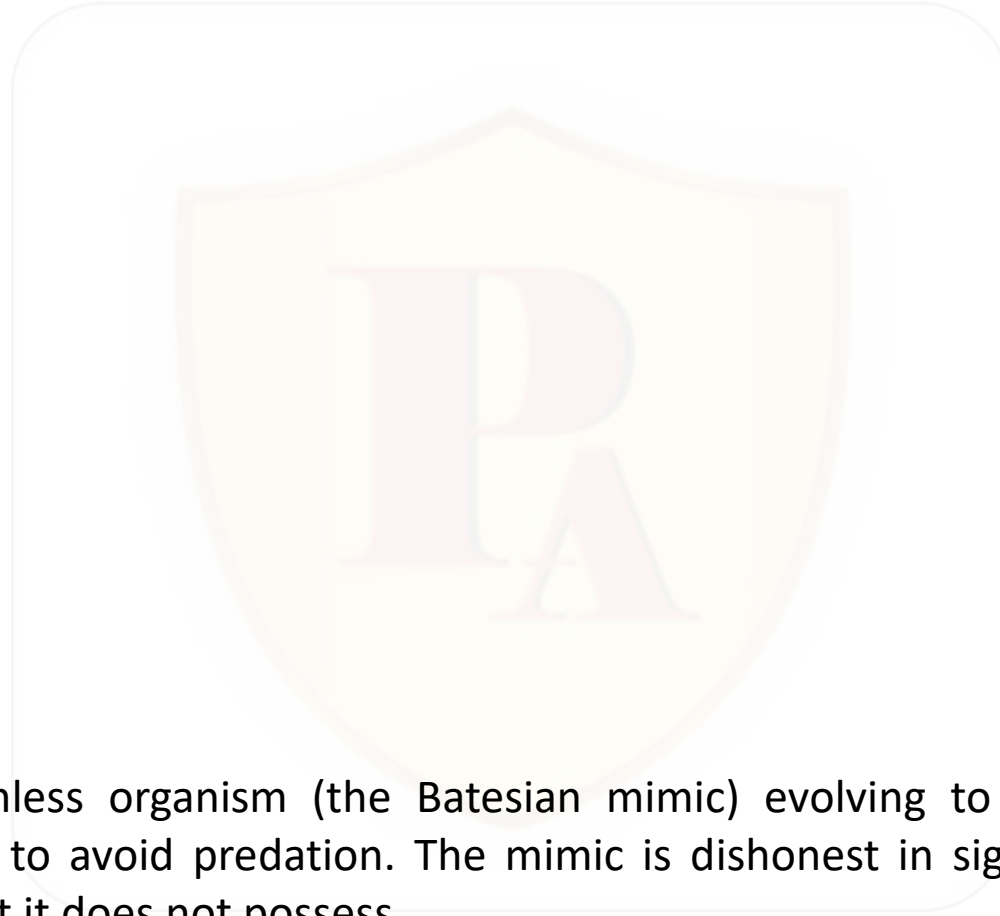 PA
nless organism (the Batesian mimic) evolving to
to avoid predation. The mimic is dishonest in sig
t it does not possess